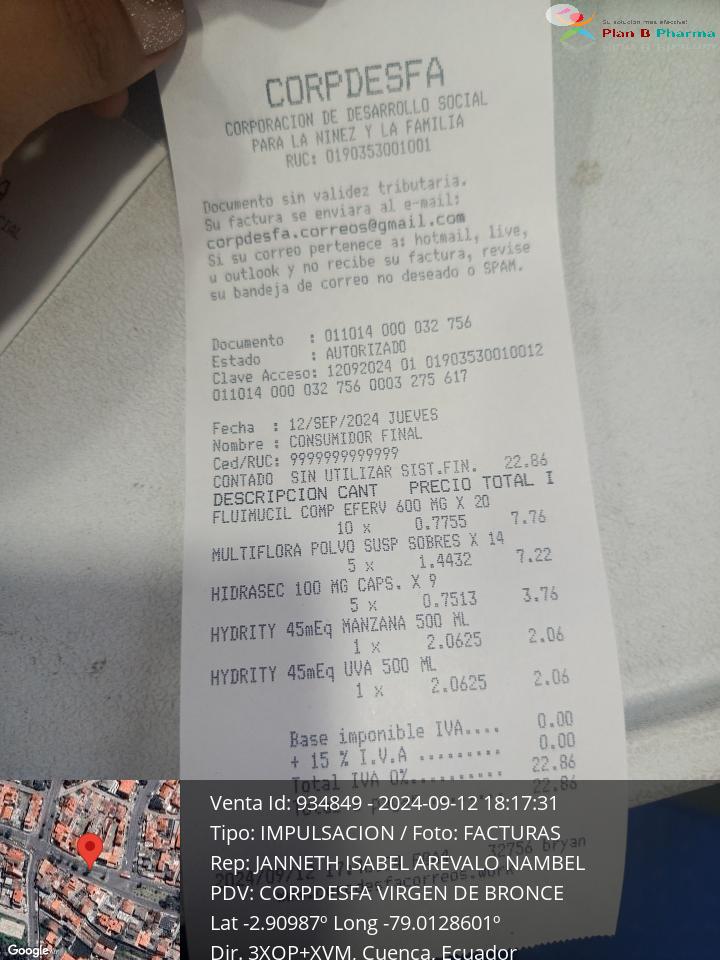 Su solución más efectiva!
Plan B Pharma
CORPDESFA
CORPORACION DE DESARROLLO SOCIAL
PARA LA NINEZ Y LA FAMILIA
RUC: 0190353001001
Documento sin validez tributaria.
Su factura se enviara al e-mail:
corpdesfa.correos@gmail.com
Si su correo pertenece a: hotmail, live,
u outlook y no recibe su factura, revise
su bandeja de correo no deseado o SPAM.
Documento : 011014 000 032 756
Estado : AUTORIZADO
Clave Acceso: 12092024 01 01903530010012
011014 000 032 756 0003 275 617
Fecha : 12/SEP/2024 JUEVES
Nombre : CONSUMIDOR FINAL
Ced/RUC: 9999999999999
CONTADO SIN UTILIZAR SIST.FIN. 22.86
DESCRIPCION CANT PRECIO TOTAL I
FLUIMUCIL COMP EFERV 600 MG X 20
10 x 0.7755 7.76
MULTIFLORA POLVO SUSP SOBRES X 14
5 x 1.4432 7.22
HIDRASEC 100 MG CAPS. X 9
5 x 0.7513 3.76
HYDRITY 45mEq MANZANA 500 ML
1 x 2.0625 2.06
HYDRITY 45mEq UVA 500 ML
1 x 2.0625 2.06
Base imponible IVA.... 0.00
+ 15 % I.V.A ......... 0.00
Total IVA 0%.......... 22.86
22.86
32756 bryan
Venta Id: 934849 - 2024-09-12 18:17:31
Tipo: IMPULSACION / Foto: FACTURAS
Rep: JANNETH ISABEL AREVALO NAMBEL
PDV: CORPDESFA VIRGEN DE BRONCE
Lat -2.90987º Long -79.0128601º
Dir. 3XQP+XVM, Cuenca, Ecuador
Google